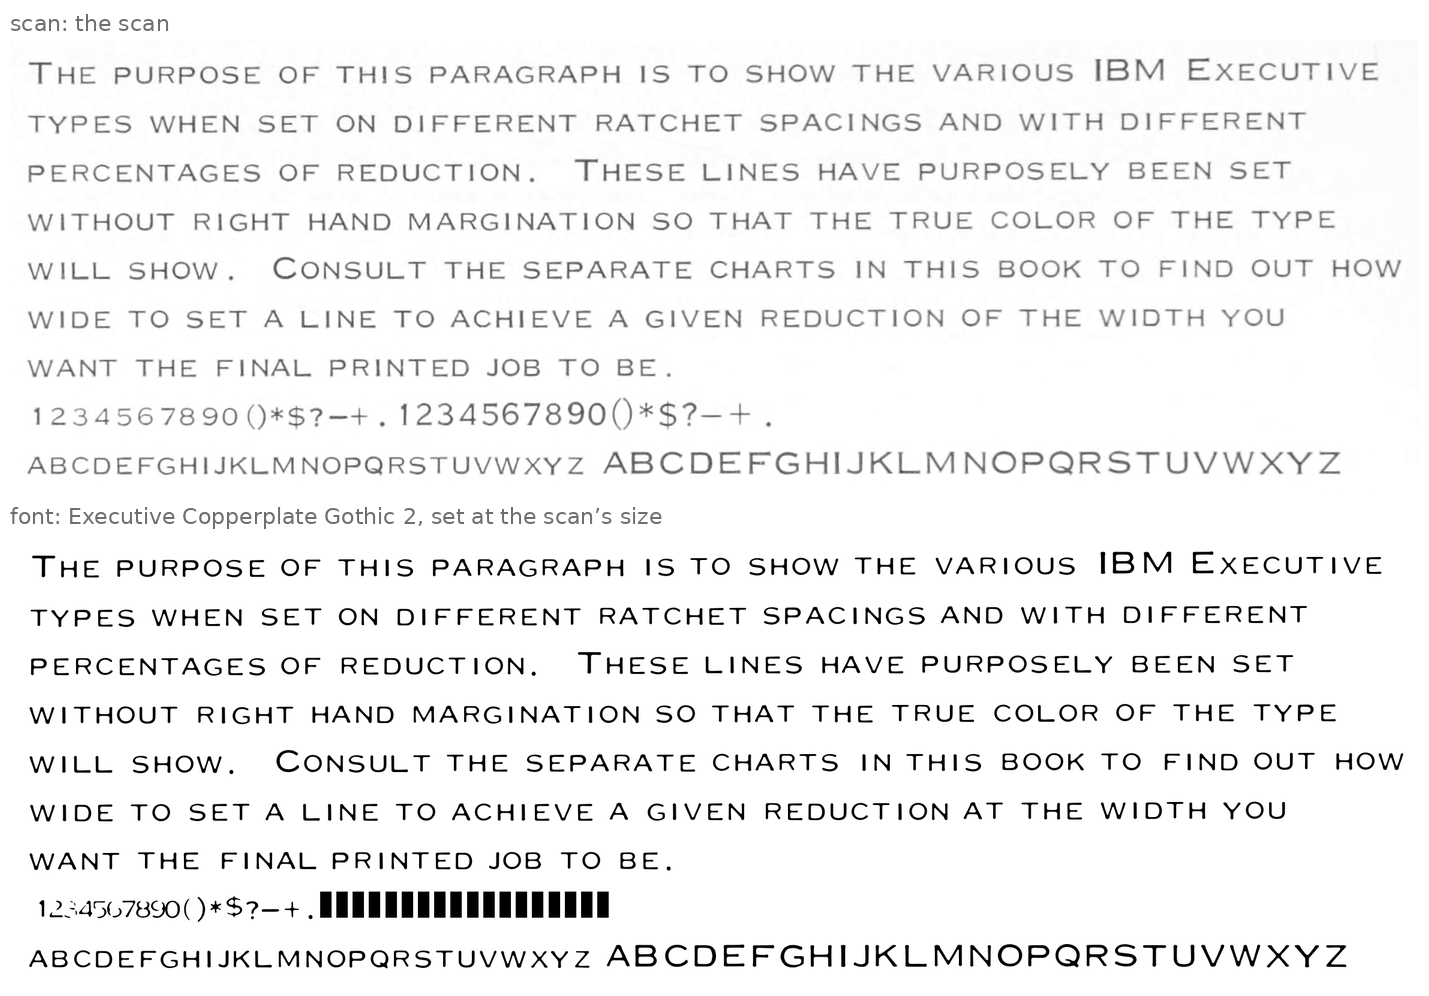 scan: the scan
THE PURPOSE OF THIS PARAGRAPH IS TO SHOW THE VARIOUS IBM EXECUTIVE
TYPES WHEN SET ON DIFFERENT RATCHET SPACINGS AND WITH DIFFERENT
PERCENTAGES OF REDUCTION. THESE LINES HAVE PURPOSELY BEEN SET
WITHOUT RIGHT HAND MARGINATION SO THAT THE TRUE COLOR OF THE TYPE
WILL SHOW. CONSULT THE SEPARATE CHARTS IN THIS BOOK TO FIND OUT HOW
WIDE TO SET A LINE TO ACHIEVE A GIVEN REDUCTION OF THE WIDTH YOU
WANT THE FINAL PRINTED JOB TO BE.
1234567890()*$?–+ . 1234567890()*$?–+ .
ABCDEFGHIJKLMNOPQRSTUVWXYZ ABCDEFGHIJKLMNOPQRSTUVWXYZ
font: Executive Copperplate Gothic 2, set at the scan’s size
THE PURPOSE OF THIS PARAGRAPH IS TO SHOW THE VARIOUS IBM EXECUTIVE
TYPES WHEN SET ON DIFFERENT RATCHET SPACINGS AND WITH DIFFERENT
PERCENTAGES OF REDUCTION. THESE LINES HAVE PURPOSELY BEEN SET
WITHOUT RIGHT HAND MARGINATION SO THAT THE TRUE COLOR OF THE TYPE
WILL SHOW. CONSULT THE SEPARATE CHARTS IN THIS BOOK TO FIND OUT HOW
WIDE TO SET A LINE TO ACHIEVE A GIVEN REDUCTION AT THE WIDTH YOU
WANT THE FINAL PRINTED JOB TO BE.
1234567890()*$?–+ .
ABCDEFGHIJKLMNOPQRSTUVWXYZ ABCDEFGHIJKLMNOPQRSTUVWXYZ